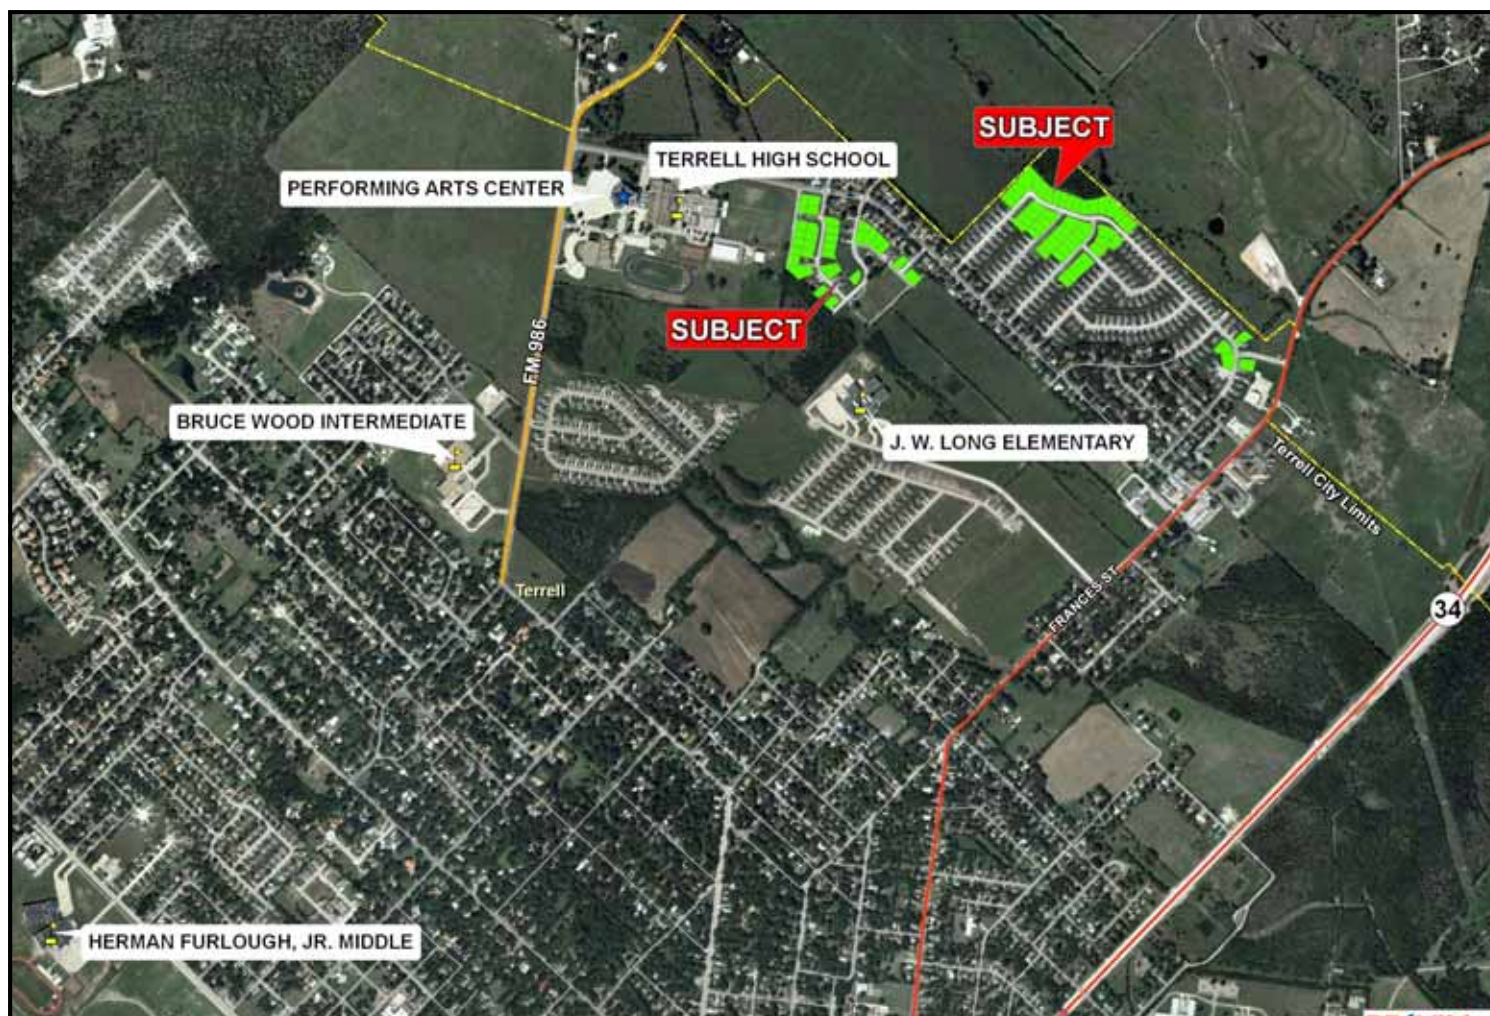 SUBJECT
TERRELL HIGH SCHOOL
PERFORMING ARTS CENTER
SUBJECT
FM 986
BRUCE WOOD INTERMEDIATE
J. W. LONG ELEMENTARY
Terrell City Limits
Terrell
FRANCES ST
34
HERMAN FURLOUGH, JR. MIDDLE